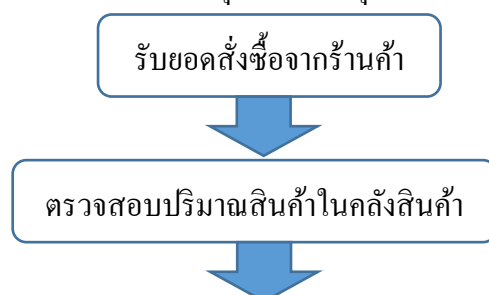 รับยอดสั่งซื้อจากร้านค้า
ตรวจสอบปริมาณสินค้าในคลังสินค้า